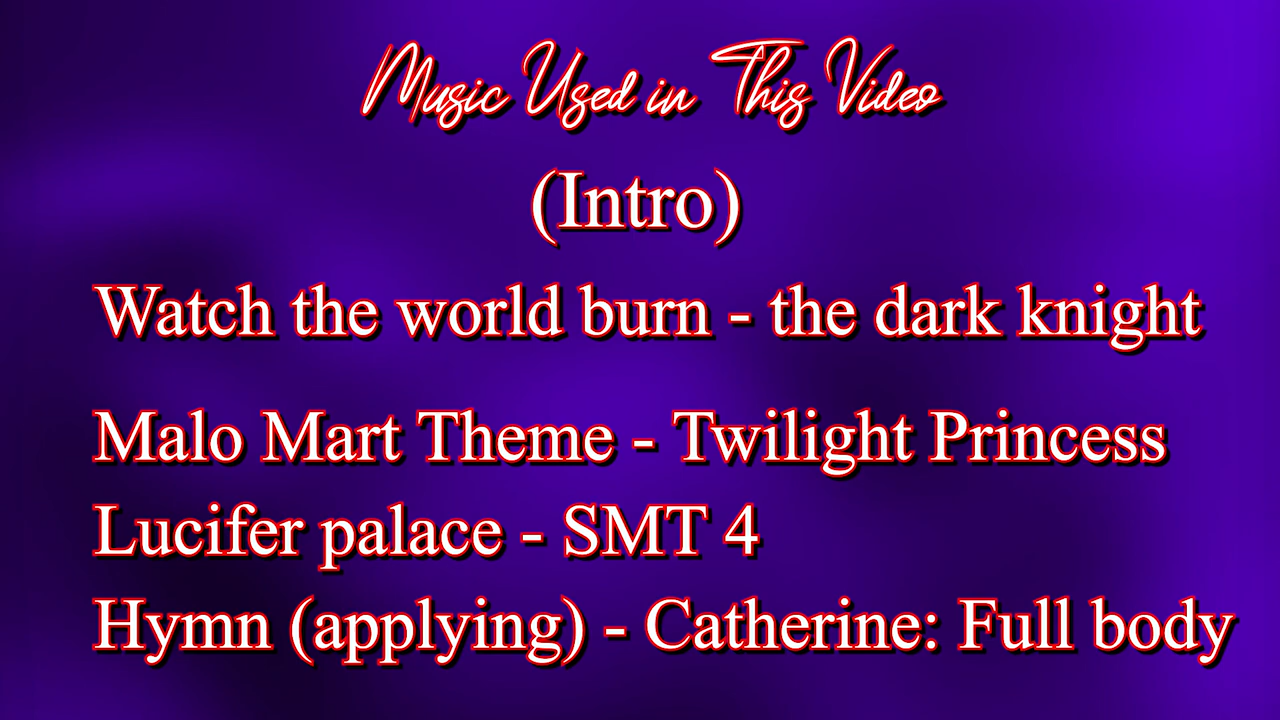 Music Used in This Video
(Intro)
Watch the world burn - the dark knight
Malo Mart Theme - Twilight Princess
Lucifer palace - SMT 4
Hymn (applying) - Catherine: Full body